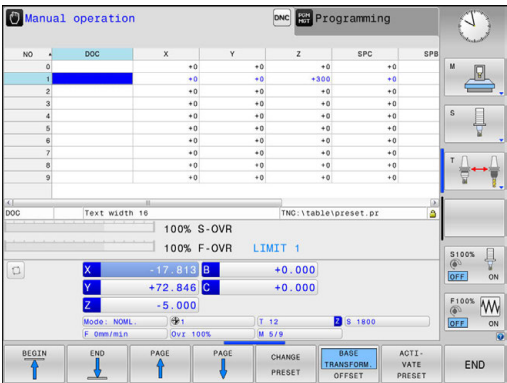 Manual operation DNC PGM MGT Programming
NO DOC X Y Z SPC SPB
0 +0 +0 +0 +0
1 +0 +0 +300 +0
2 +0 +0 +0 +0
3 +0 +0 +0 +0
4 +0 +0 +0 +0
5 +0 +0 +0 +0
6 +0 +0 +0 +0
7 +0 +0 +0 +0
8 +0 +0 +0 +0
9 +0 +0 +0 +0
DOC Text width 16 TNC:\table\preset.pr
100% S-OVR
100% F-OVR LIMIT 1
X -17.813 B +0.000
Y +72.846 C +0.000
Z -5.000
Mode: NOML. 1 T 12 Z S 1800
F 0mm/min Ovr 100% M 5/9
M
S
T
S100%
OFF ON
F100%
OFF ON
BEGIN
END
PAGE
PAGE
CHANGE
PRESET
BASE
TRANSFORM.
OFFSET
ACTI-
VATE
PRESET
END